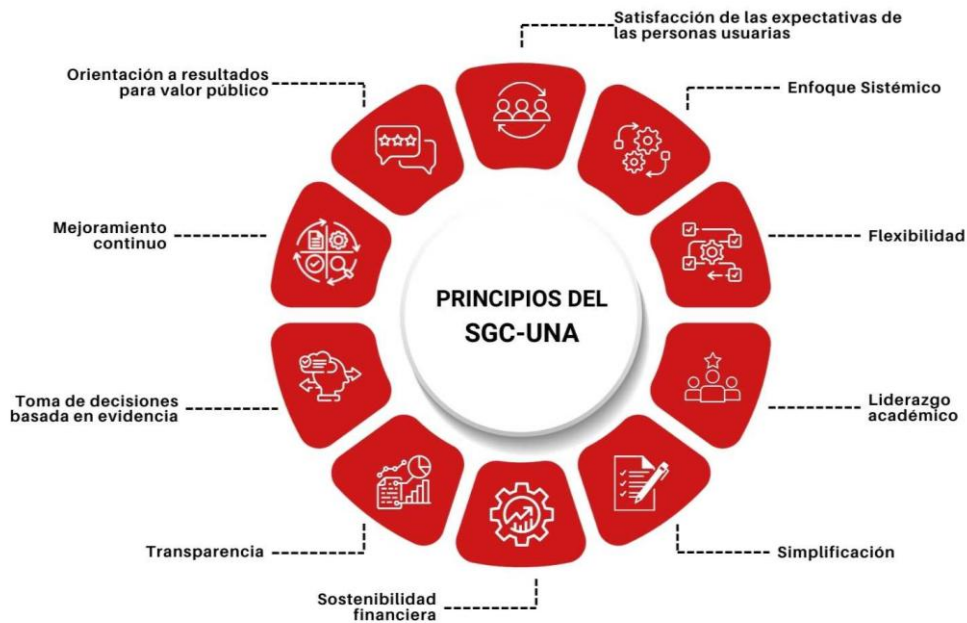 Satisfacción de las expectativas de
las personas usuarias
Enfoque Sistémico
Flexibilidad
Liderazgo
académico
Simplificación
Sostenibilidad
financiera
Transparencia
Toma de decisiones
basada en evidencia
Mejoramiento
continuo
Orientación a resultados
para valor público
PRINCIPIOS DEL
SGC-UNA